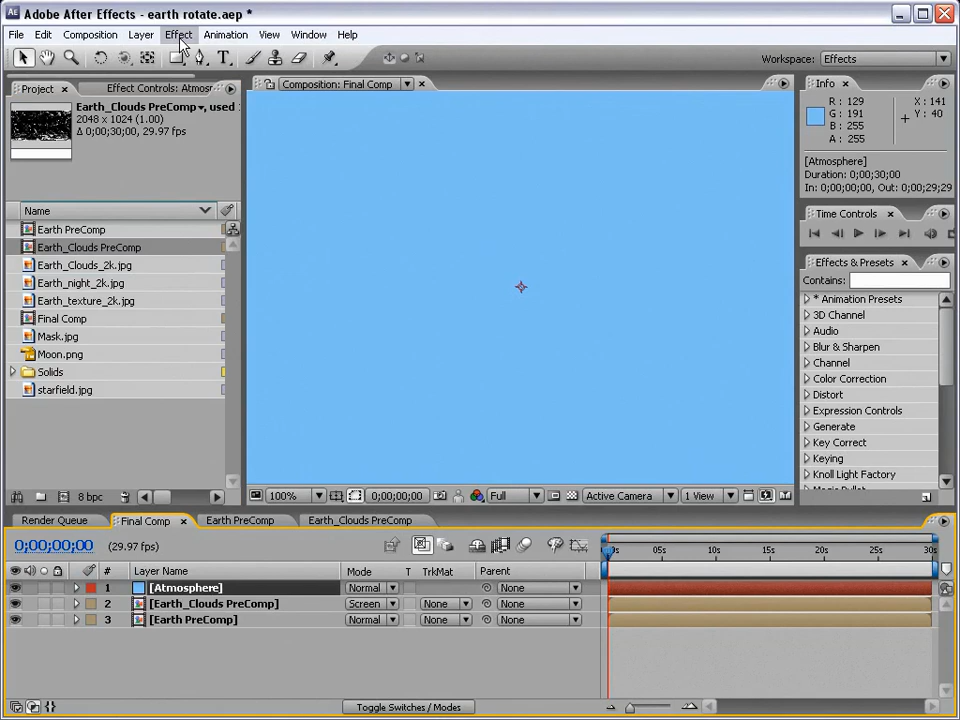 Adobe After Effects - earth rotate.aep *
File Edit Composition Layer Effect Animation View Window Help
Workspace: Effects
Project × Effect Controls: Atmos
Composition: Final Comp
Info ×
Earth_Clouds PreComp, used
2048 x 1024 (1.00)
Δ 0;00;30;00, 29.97 fps
R : 129
G : 191
B : 255
A : 255
X : 141
Y : 40
[Atmosphere]
Duration: 0;00;30;00
In: 0;00;00;00, Out: 0;00;29;29
Time Controls ×
Name
Earth PreComp
Earth_Clouds PreComp
Earth_Clouds_2k.jpg
Earth_night_2k.jpg
Earth_texture_2k.jpg
Final Comp
Mask.jpg
Moon.png
Solids
starfield.jpg
Effects & Presets ×
Contains:
* Animation Presets
3D Channel
Audio
Blur & Sharpen
Channel
Color Correction
Distort
Expression Controls
Generate
Key Correct
Keying
Knoll Light Factory
8 bpc
100% 0;00;00;00 Full Active Camera 1 View
Render Queue Final Comp × Earth PreComp Earth_Clouds PreComp
0;00;00;00 (29.97 fps)
0s 05s 10s 15s 20s 25s 30s
# Layer Name Mode T TrkMat Parent
1 [Atmosphere] Normal None
2 [Earth_Clouds PreComp] Screen None None
3 [Earth PreComp] Normal None None
Toggle Switches / Modes